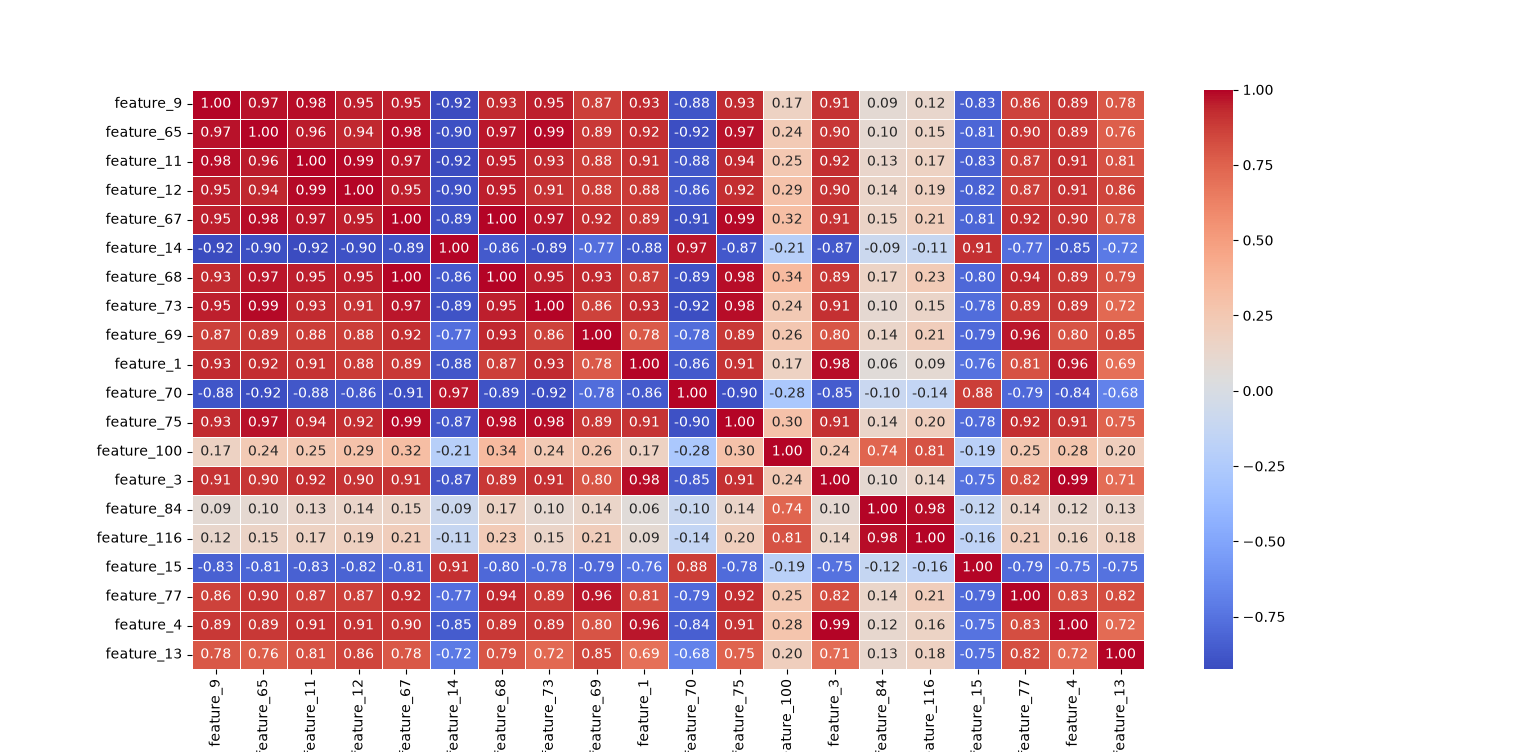 feature_9 1.00 0.97 0.98 0.95 0.95 -0.92 0.93 0.95 0.87 0.93 -0.88 0.93 0.17 0.91 0.09 0.12 -0.83 0.86 0.89 0.78
feature_65 0.97 1.00 0.96 0.94 0.98 -0.90 0.97 0.99 0.89 0.92 -0.92 0.97 0.24 0.90 0.10 0.15 -0.81 0.90 0.89 0.76
feature_11 0.98 0.96 1.00 0.99 0.97 -0.92 0.95 0.93 0.88 0.91 -0.88 0.94 0.25 0.92 0.13 0.17 -0.83 0.87 0.91 0.81
feature_12 0.95 0.94 0.99 1.00 0.95 -0.90 0.95 0.91 0.88 0.88 -0.86 0.92 0.29 0.90 0.14 0.19 -0.82 0.87 0.91 0.86
feature_67 0.95 0.98 0.97 0.95 1.00 -0.89 1.00 0.97 0.92 0.89 -0.91 0.99 0.32 0.91 0.15 0.21 -0.81 0.92 0.90 0.78
feature_14 -0.92 -0.90 -0.92 -0.90 -0.89 1.00 -0.86 -0.89 -0.77 -0.88 0.97 -0.87 -0.21 -0.87 -0.09 -0.11 0.91 -0.77 -0.85 -0.72
feature_68 0.93 0.97 0.95 0.95 1.00 -0.86 1.00 0.95 0.93 0.87 -0.89 0.98 0.34 0.89 0.17 0.23 -0.80 0.94 0.89 0.79
feature_73 0.95 0.99 0.93 0.91 0.97 -0.89 0.95 1.00 0.86 0.93 -0.92 0.98 0.24 0.91 0.10 0.15 -0.78 0.89 0.89 0.72
feature_69 0.87 0.89 0.88 0.88 0.92 -0.77 0.93 0.86 1.00 0.78 -0.78 0.89 0.26 0.80 0.14 0.21 -0.79 0.96 0.80 0.85
feature_1 0.93 0.92 0.91 0.88 0.89 -0.88 0.87 0.93 0.78 1.00 -0.86 0.91 0.17 0.98 0.06 0.09 -0.76 0.81 0.96 0.69
feature_70 -0.88 -0.92 -0.88 -0.86 -0.91 0.97 -0.89 -0.92 -0.78 -0.86 1.00 -0.90 -0.28 -0.85 -0.10 -0.14 0.88 -0.79 -0.84 -0.68
feature_75 0.93 0.97 0.94 0.92 0.99 -0.87 0.98 0.98 0.89 0.91 -0.90 1.00 0.30 0.91 0.14 0.20 -0.78 0.92 0.91 0.75
feature_100 0.17 0.24 0.25 0.29 0.32 -0.21 0.34 0.24 0.26 0.17 -0.28 0.30 1.00 0.24 0.74 0.81 -0.19 0.25 0.28 0.20
feature_3 0.91 0.90 0.92 0.90 0.91 -0.87 0.89 0.91 0.80 0.98 -0.85 0.91 0.24 1.00 0.10 0.14 -0.75 0.82 0.99 0.71
feature_84 0.09 0.10 0.13 0.14 0.15 -0.09 0.17 0.10 0.14 0.06 -0.10 0.14 0.74 0.10 1.00 0.98 -0.12 0.14 0.12 0.13
feature_116 0.12 0.15 0.17 0.19 0.21 -0.11 0.23 0.15 0.21 0.09 -0.14 0.20 0.81 0.14 0.98 1.00 -0.16 0.21 0.16 0.18
feature_15 -0.83 -0.81 -0.83 -0.82 -0.81 0.91 -0.80 -0.78 -0.79 -0.76 0.88 -0.78 -0.19 -0.75 -0.12 -0.16 1.00 -0.79 -0.75 -0.75
feature_77 0.86 0.90 0.87 0.87 0.92 -0.77 0.94 0.89 0.96 0.81 -0.79 0.92 0.25 0.82 0.14 0.21 -0.79 1.00 0.83 0.82
feature_4 0.89 0.89 0.91 0.91 0.90 -0.85 0.89 0.89 0.80 0.96 -0.84 0.91 0.28 0.99 0.12 0.16 -0.75 0.83 1.00 0.72
feature_13 0.78 0.76 0.81 0.86 0.78 -0.72 0.79 0.72 0.85 0.69 -0.68 0.75 0.20 0.71 0.13 0.18 -0.75 0.82 0.72 1.00
feature_9
eature_65
eature_11
eature_12
eature_67
eature_14
eature_68
eature_73
eature_69
feature_1
eature_70
eature_75
ature_100
feature_3
eature_84
ature_116
eature_15
eature_77
feature_4
eature_13
1.00
0.75
0.50
0.25
0.00
−0.25
−0.50
−0.75